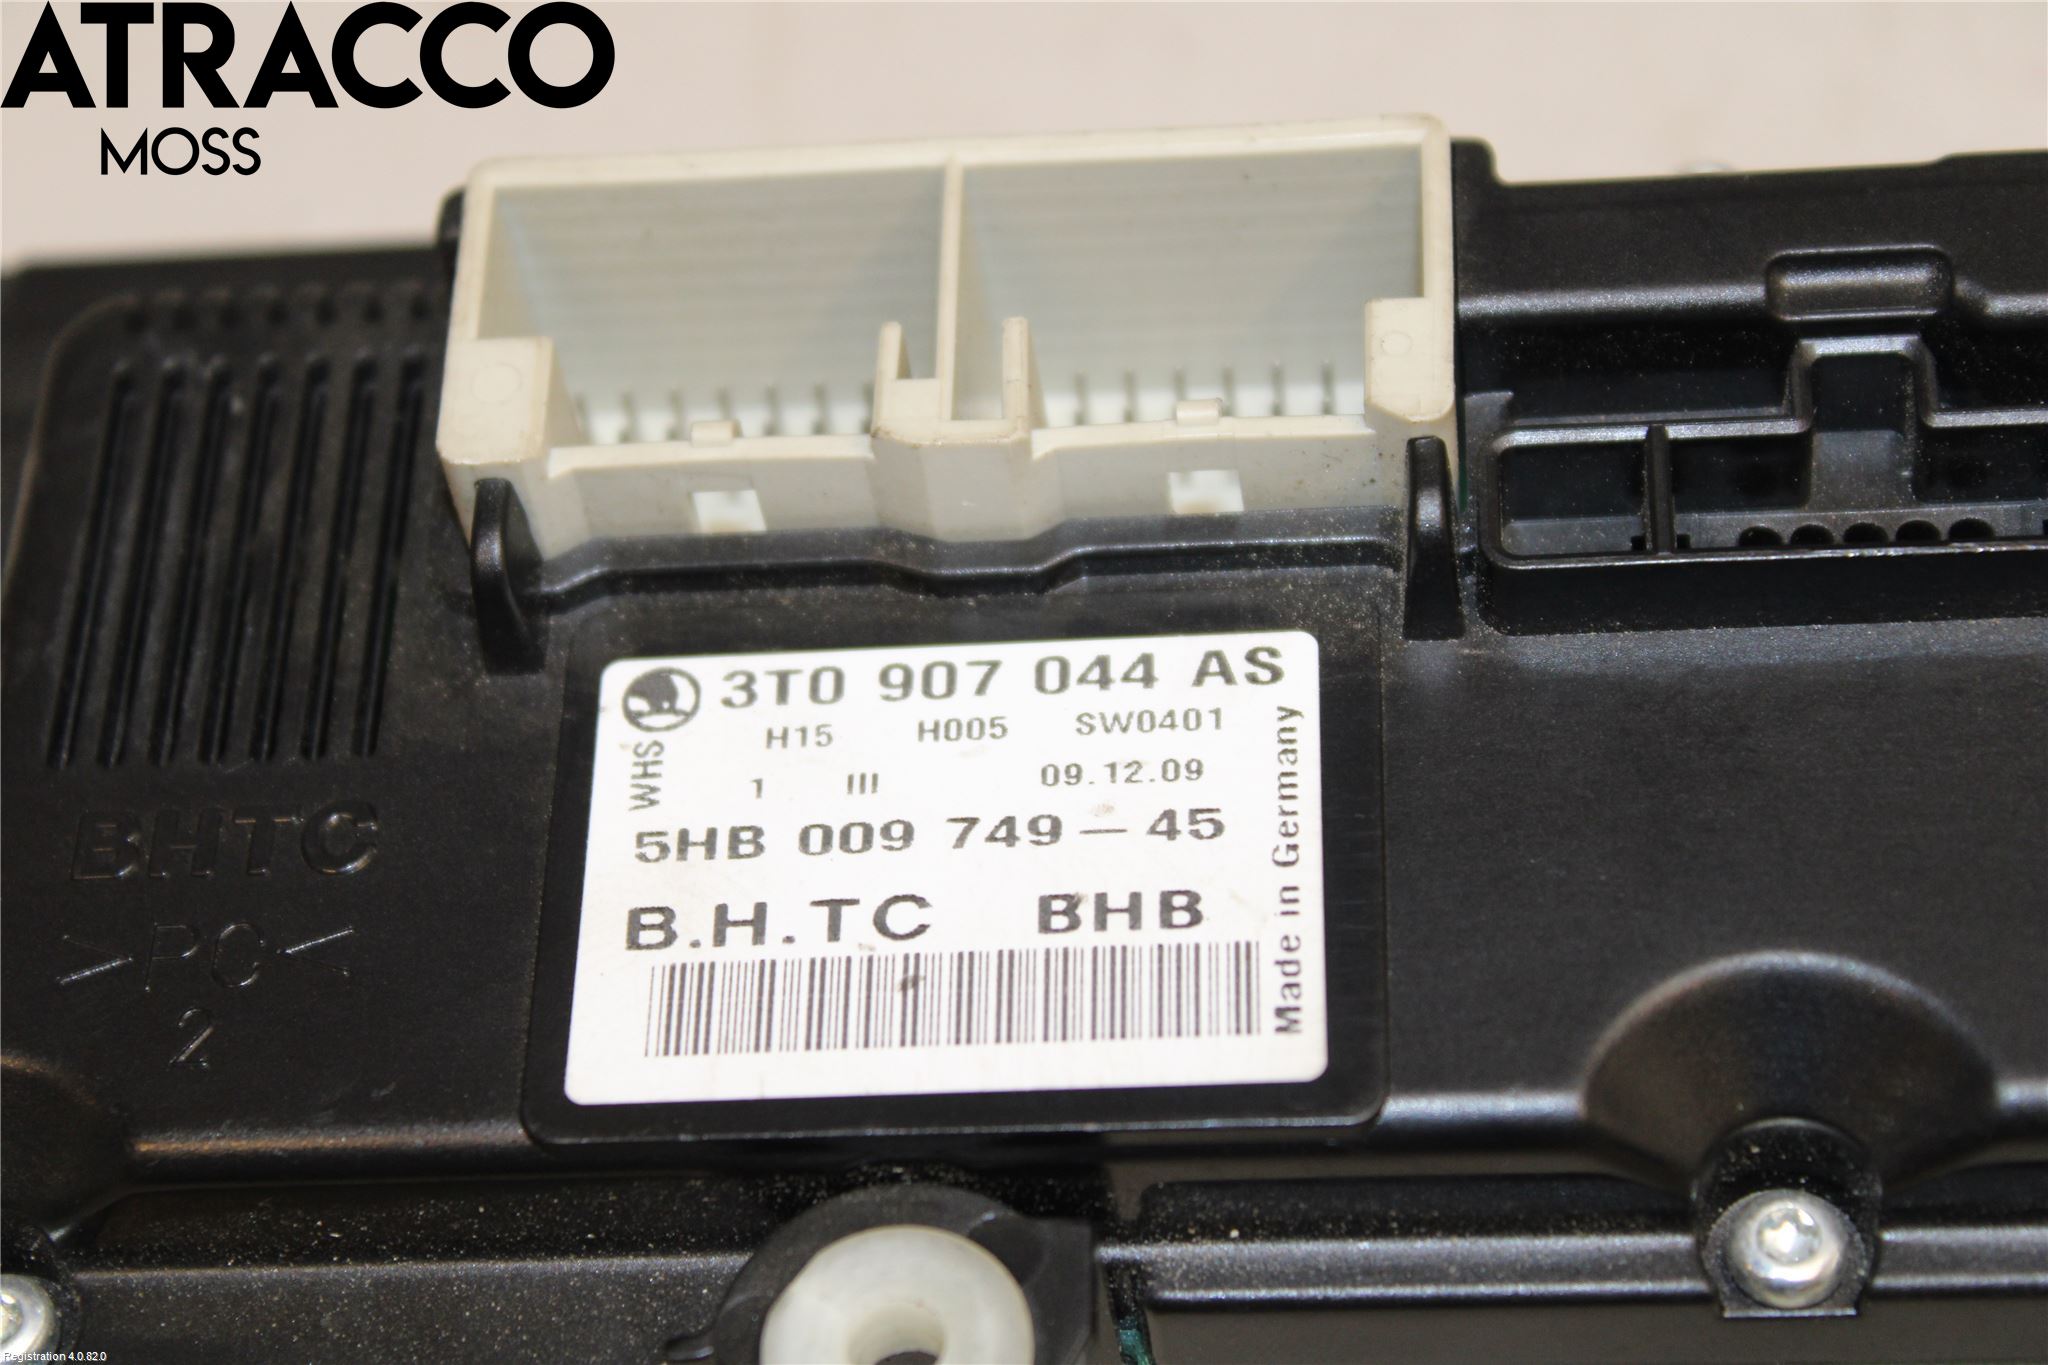 ATRACCO
MOSS
3T0 907 044 AS
H15 H005 SW0401
WHS
1 III 09.12.09
5HB 009 749-45
B.H.TC BHB
Made in Germany
BHTC
>PC<
2
Registration 4.0.82.0